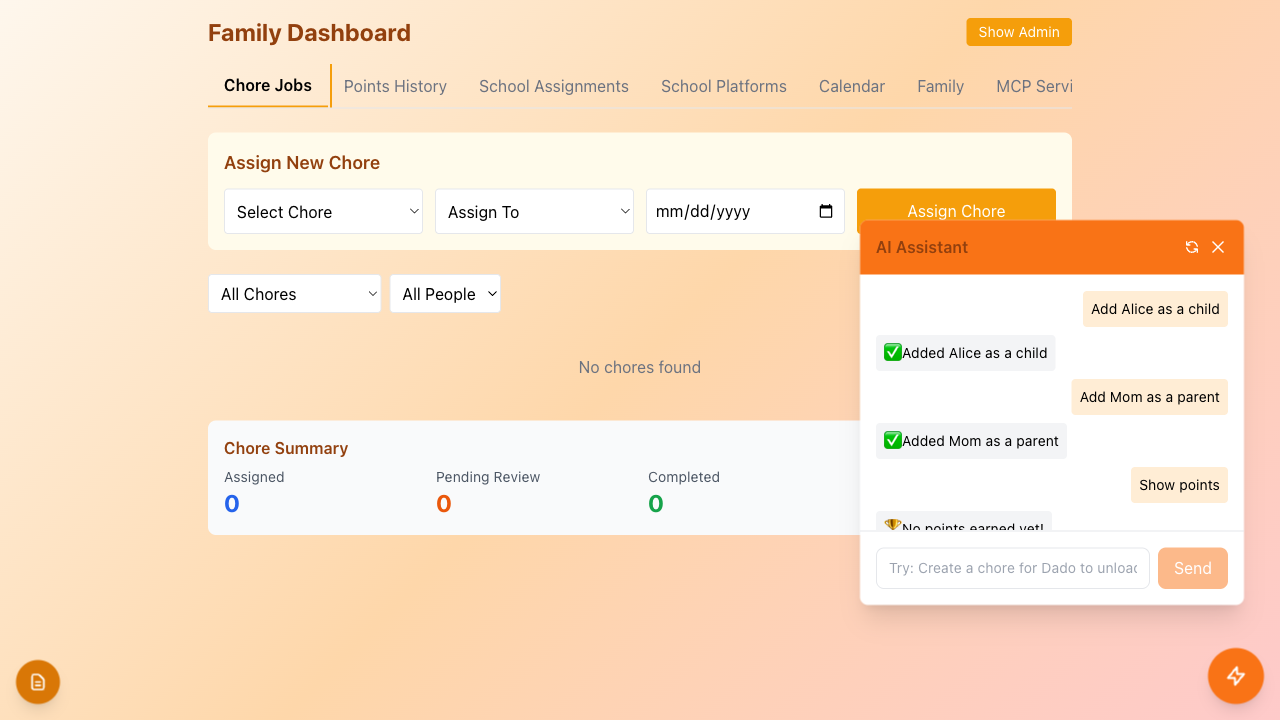 Family Dashboard
Show Admin
Chore Jobs
Points History
School Assignments
School Platforms
Calendar
Family
MCP Servi
Assign New Chore
Select Chore
Assign To
mm/dd/yyyy
Assign Chore
All Chores
All People
No chores found
Chore Summary
Assigned
0
Pending Review
0
Completed
0
AI Assistant
Add Alice as a child
✅Added Alice as a child
Add Mom as a parent
✅Added Mom as a parent
Show points
🏆No points earned yet!
Try: Create a chore for Dado to unload
Send